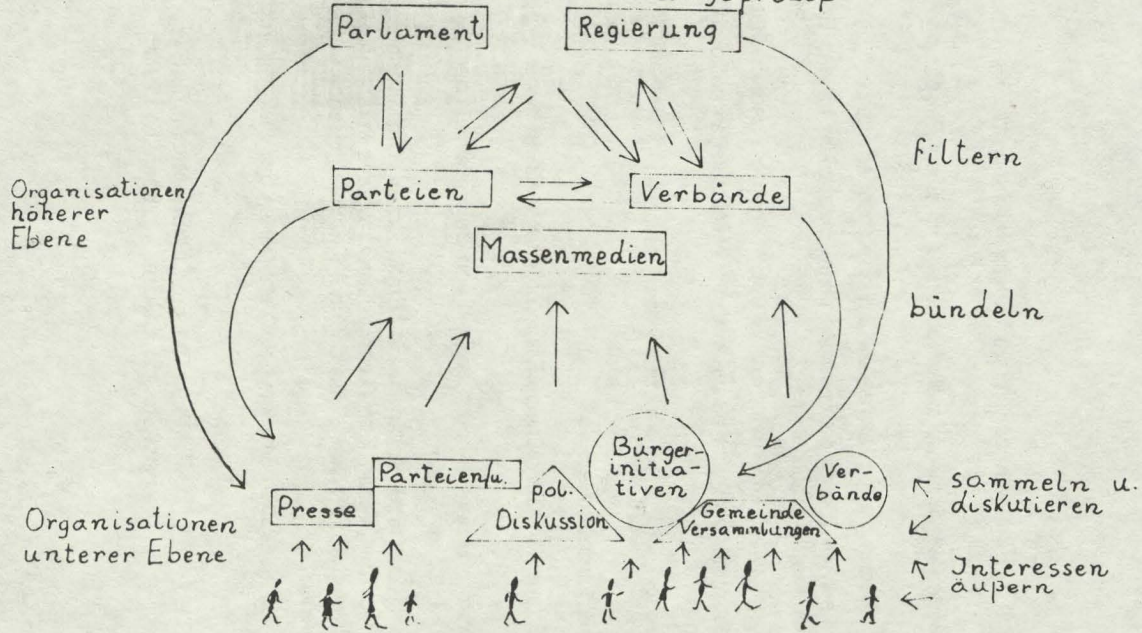 Parlament
Regierung
filtern
Organisationen
höherer
Ebene
Parteien
Verbände
Massenmedien
bündeln
Bürger-
initia-
tiven
Parteien/u.
Ver-
bände
pol.
Diskussion
Presse
Gemeinde
Versammlungen
sammeln u.
diskutieren
Organisationen
unterer Ebene
Interessen
äußern